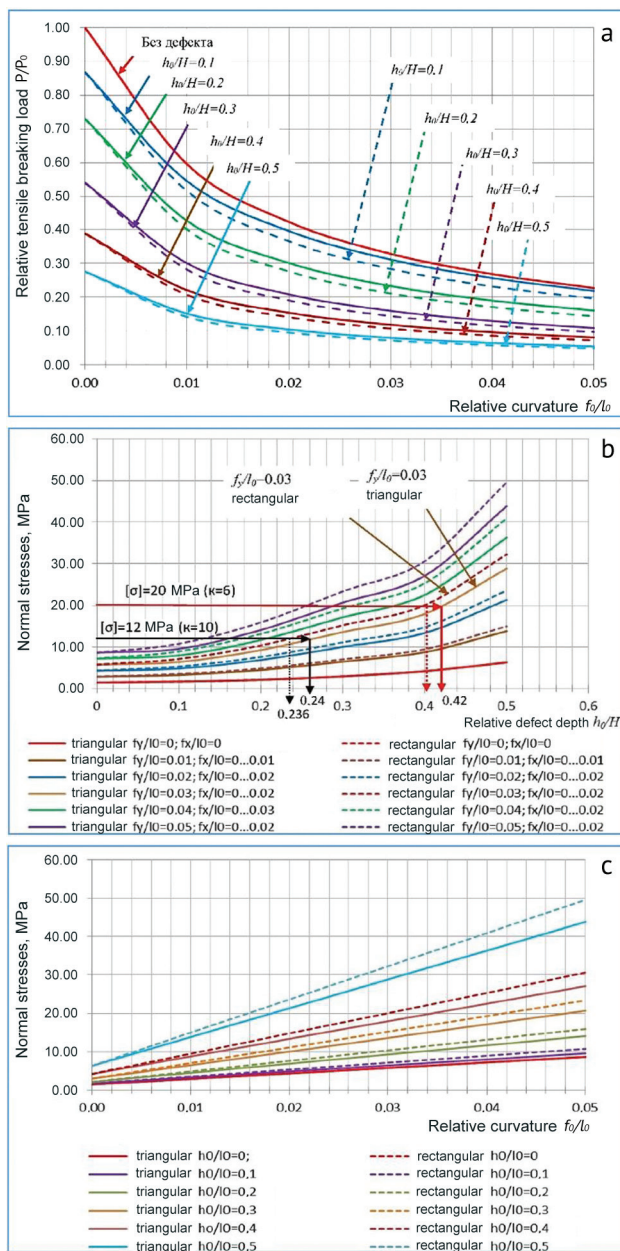 a
Relative tensile breaking load P/P₀
1.00
0.90
0.80
0.70
0.60
0.50
0.40
0.30
0.20
0.10
0.00
Без дефекта
h₀/H=0.1
h₀/H=0.2
h₀/H=0.3
h₀/H=0.4
h₀/H=0.5
h₀/H=0.1
h₀/H=0.2
h₀/H=0.3
h₀/H=0.4
h₀/H=0.5
0.00 0.01 0.02 0.03 0.04 0.05
Relative curvature f₀/l₀
b
Normal stresses, MPa
60.00
50.00
40.00
30.00
20.00
10.00
0.00
f_y/l₀=0.03
rectangular
f_y/l₀=0.03
triangular
[σ]=20 MPa (κ=6)
[σ]=12 MPa (κ=10)
0 0.1 0.2 0.3 0.4 0.5 0.6
0.236
0.24
0.42
Relative defect depth h₀/H
triangular fy/l0=0; fx/l0=0
triangular fy/l0=0.01; fx/l0=0...0.01
triangular fy/l0=0.02; fx/l0=0...0.02
triangular fy/l0=0.03; fx/l0=0...0.02
triangular fy/l0=0.04; fx/l0=0...0.03
triangular fy/l0=0.05; fx/l0=0...0.02
rectangular fy/l0=0; fx/l0=0
rectangular fy/l0=0.01; fx/l0=0...0.01
rectangular fy/l0=0.02; fx/l0=0...0.02
rectangular fy/l0=0.03; fx/l0=0...0.02
rectangular fy/l0=0.04; fx/l0=0...0.02
rectangular fy/l0=0.05; fx/l0=0...0.02
c
Normal stresses, MPa
60.00
50.00
40.00
30.00
20.00
10.00
0.00
0.00 0.01 0.02 0.03 0.04 0.05
Relative curvature f₀/l₀
triangular h0/l0=0;
triangular h0/l0=0,1
triangular h0/l0=0,2
triangular h0/l0=0,3
triangular h0/l0=0,4
triangular h0/l0=0,5
rectangular h0/l0=0
rectangular h0/l0=0,1
rectangular h0/l0=0,2
rectangular h0/l0=0,3
rectangular h0/l0=0,4
rectangular h0/l0=0,5